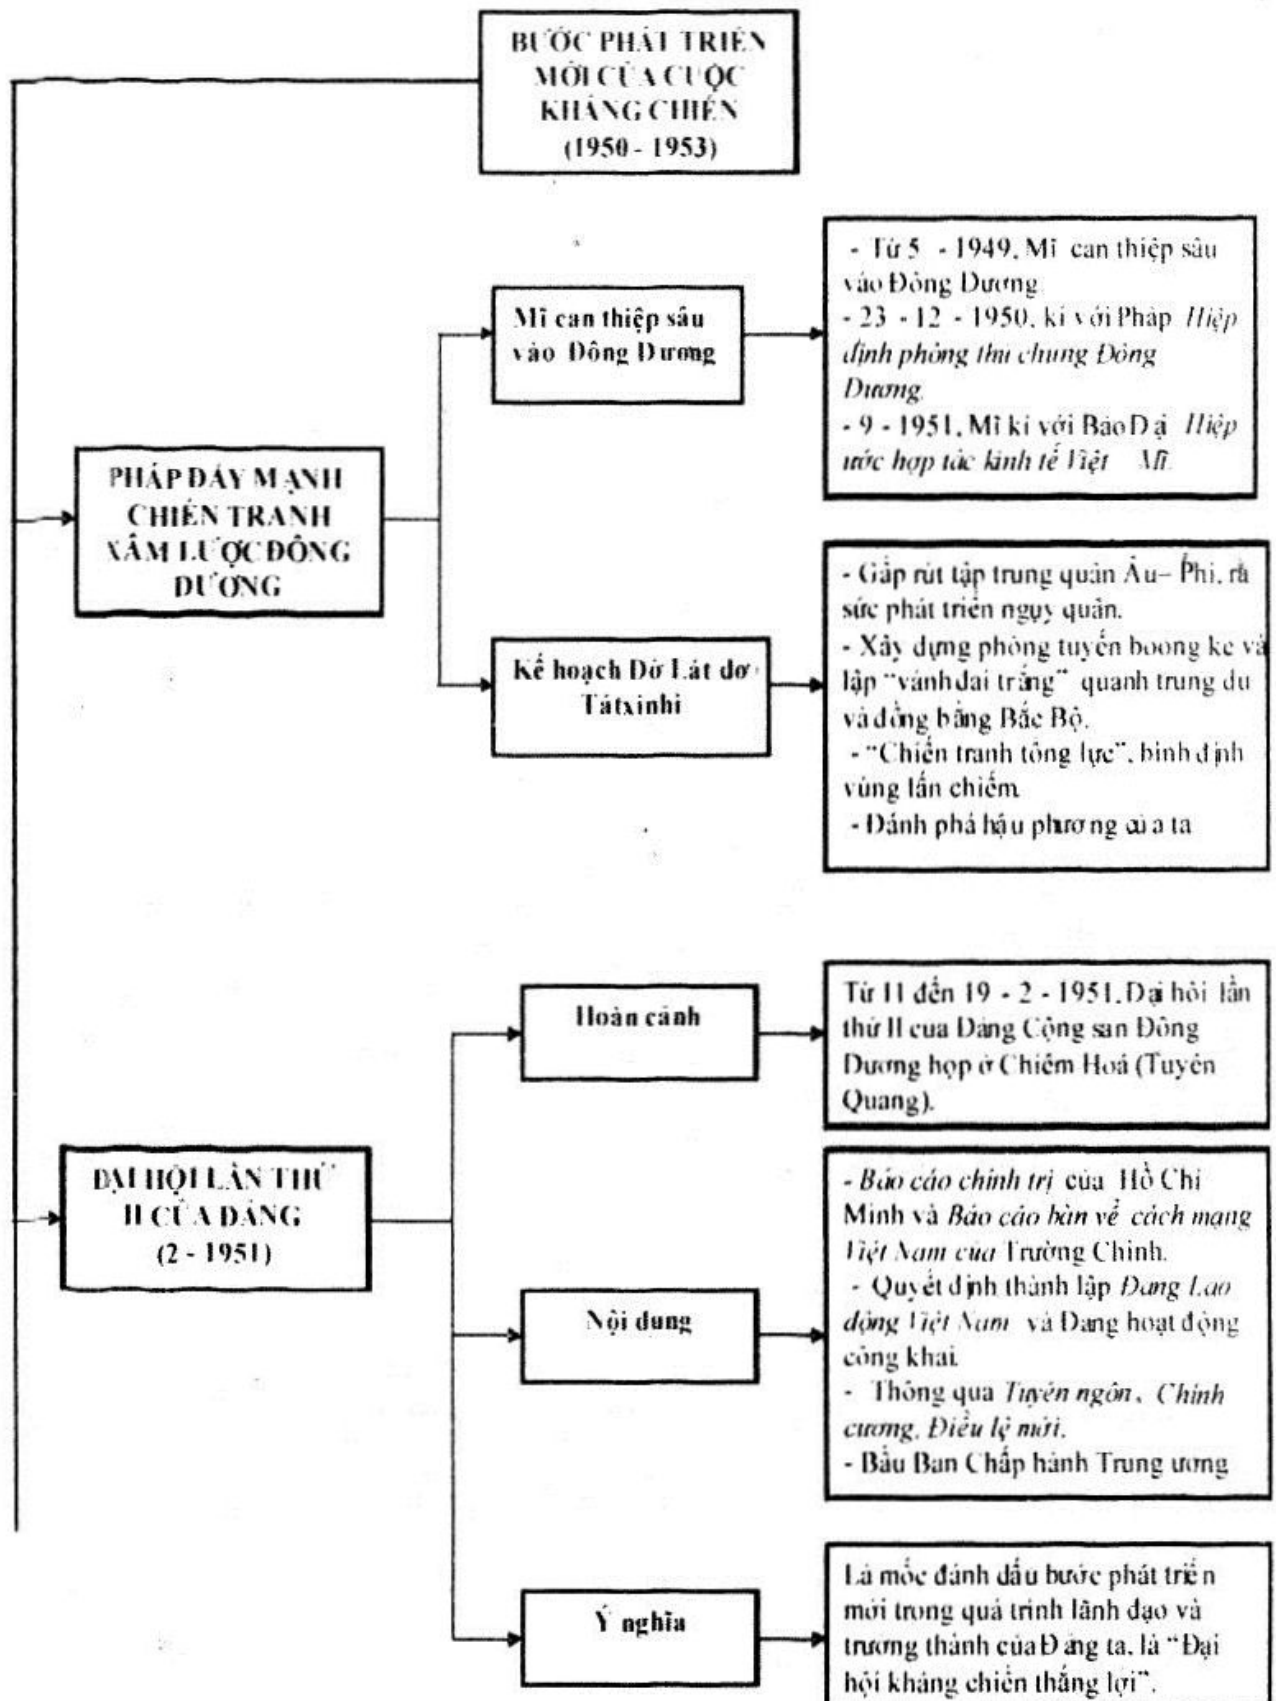 BƯỚC PHÁT TRIỂN
MỚI CỦA CUỘC
KHÁNG CHIẾN
(1950 - 1953)
PHÁP ĐẨY MẠNH
CHIẾN TRANH
XÂM LƯỢC ĐÔNG
DƯƠNG
Mĩ can thiệp sâu
vào Đông Dương
- Từ 5 - 1949, Mĩ can thiệp sâu
vào Đông Dương
- 23 - 12 - 1950, kí với Pháp Hiệp
định phòng thủ chung Đông
Dương.
- 9 - 1951, Mĩ kí với Bảo Đại Hiệp
ước hợp tác kinh tế Việt Mĩ.
Kế hoạch Đờ Lát đơ
Tátxinhi
- Gấp rút tập trung quân Âu– Phi, ra
sức phát triển ngụy quân.
- Xây dựng phòng tuyến boong ke và
lập “vành đai trắng” quanh trung du
và đồng bằng Bắc Bộ.
- “Chiến tranh tổng lực”, bình định
vùng lấn chiếm
- Đánh phá hậu phương của ta
ĐẠI HỘI LẦN THỨ
II CỦA ĐẢNG
(2 - 1951)
Hoàn cảnh
Từ 11 đến 19 - 2 - 1951, Đại hội lần
thứ II của Đảng Cộng sản Đông
Dương họp ở Chiêm Hoá (Tuyên
Quang).
Nội dung
- Báo cáo chính trị của Hồ Chí
Minh và Báo cáo bàn về cách mạng
Việt Nam của Trường Chinh.
- Quyết định thành lập Đảng Lao
động Việt Nam và Đảng hoạt động
công khai.
- Thông qua Tuyên ngôn, Chính
cương, Điều lệ mới.
- Bầu Ban Chấp hành Trung ương
Ý nghĩa
Là mốc đánh dấu bước phát triển
mới trong quá trình lãnh đạo và
trưởng thành của Đảng ta, là “Đại
hội kháng chiến thắng lợi”.